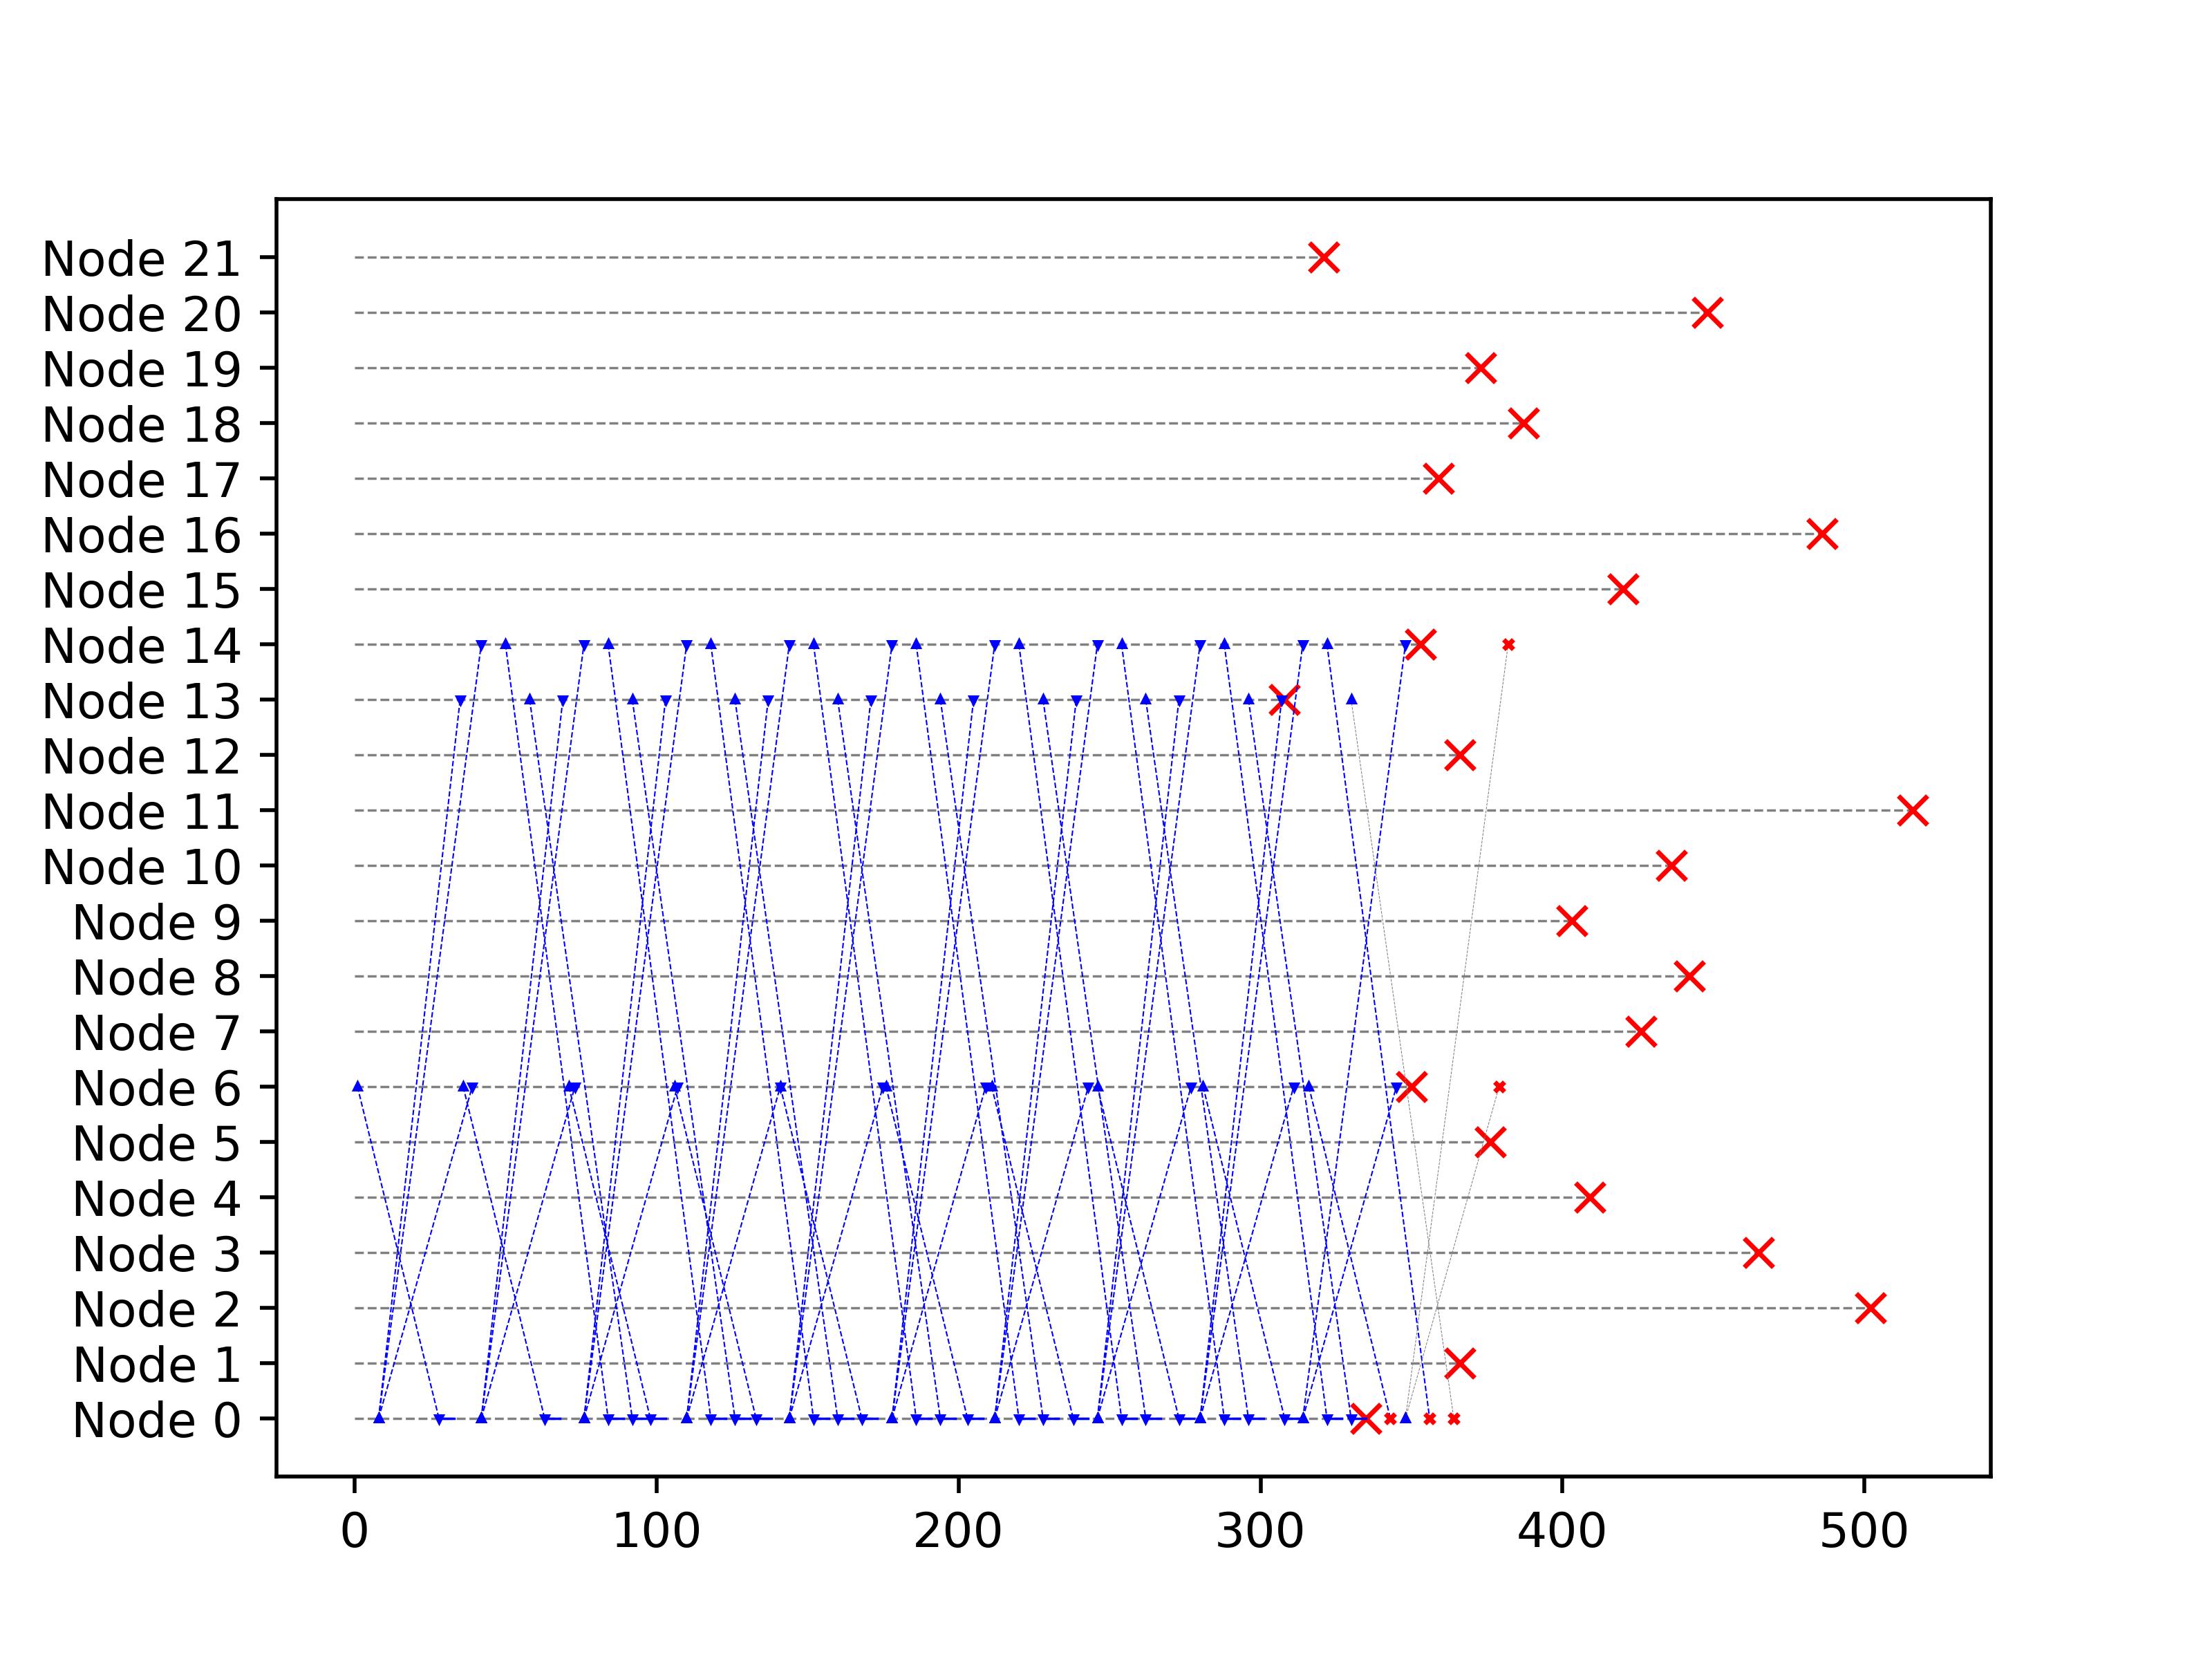 Node 21
Node 20
Node 19
Node 18
Node 17
Node 16
Node 15
Node 14
Node 13
Node 12
Node 11
Node 10
Node 9
Node 8
Node 7
Node 6
Node 5
Node 4
Node 3
Node 2
Node 1
Node 0
0 100 200 300 400 500